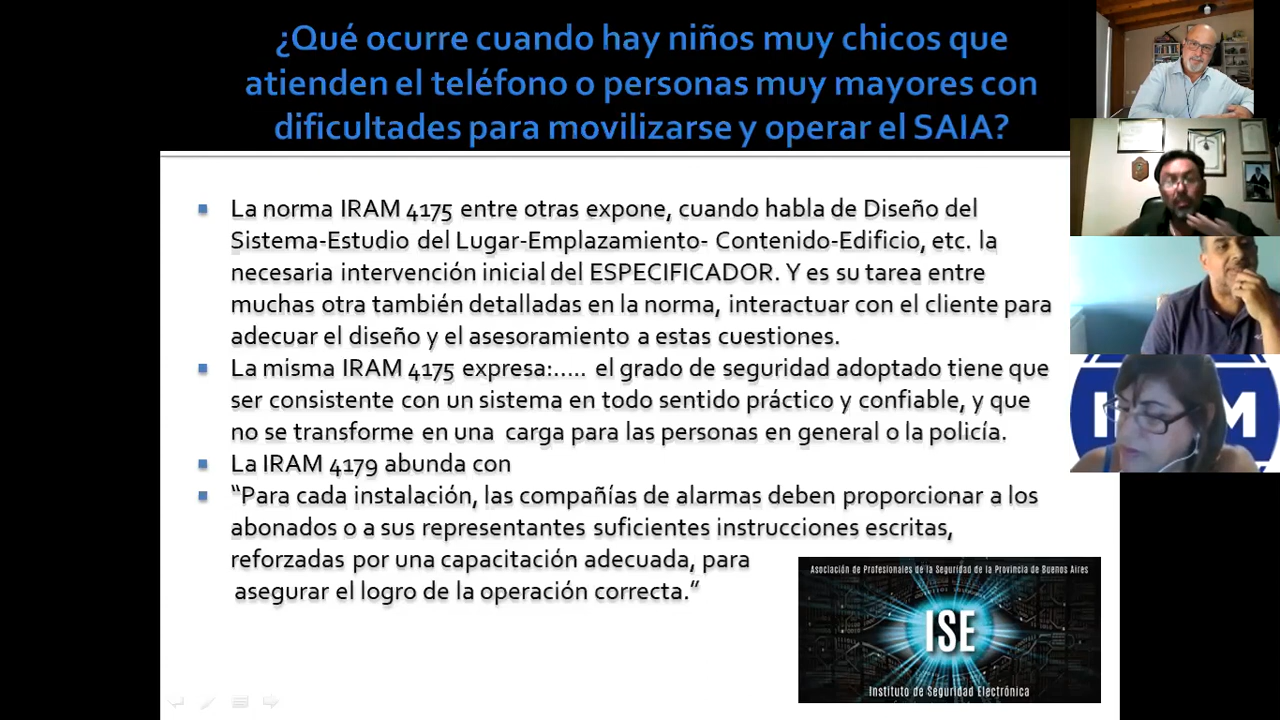 ¿Qué ocurre cuando hay niños muy chicos que
atienden el teléfono o personas muy mayores con
dificultades para movilizarse y operar el SAIA?
La norma IRAM 4175 entre otras expone, cuando habla de Diseño del
Sistema-Estudio del Lugar-Emplazamiento- Contenido-Edificio, etc. la
necesaria intervención inicial del ESPECIFICADOR. Y es su tarea entre
muchas otra también detalladas en la norma, interactuar con el cliente para
adecuar el diseño y el asesoramiento a estas cuestiones.
La misma IRAM 4175 expresa:..... el grado de seguridad adoptado tiene que
ser consistente con un sistema en todo sentido práctico y confiable, y que
no se transforme en una carga para las personas en general o la policía.
La IRAM 4179 abunda con
“Para cada instalación, las compañías de alarmas deben proporcionar a los
abonados o a sus representantes suficientes instrucciones escritas,
reforzadas por una capacitación adecuada, para
asegurar el logro de la operación correcta.”
Asociación de Profesionales de la Seguridad de la Provincia de Buenos Aires
ISE
Instituto de Seguridad Electrónica